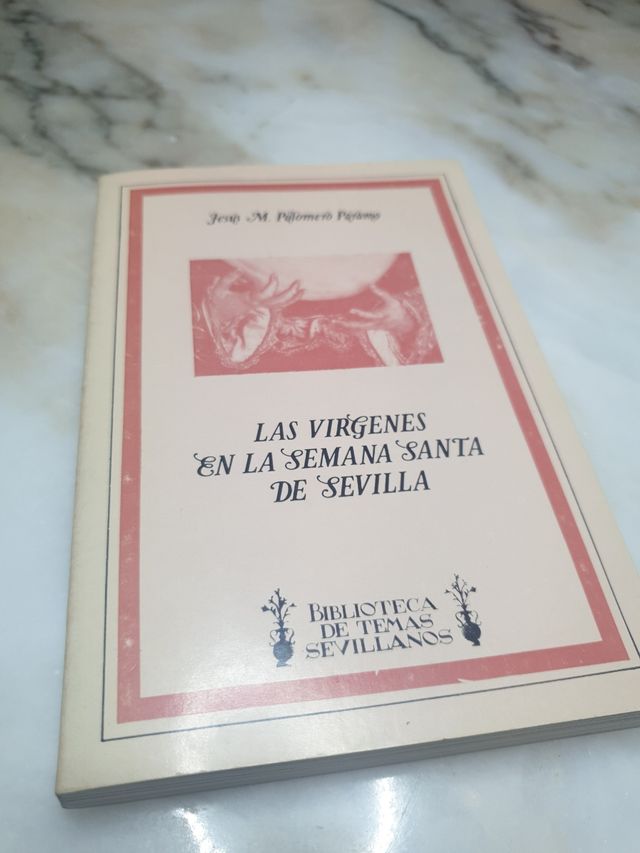 Jesús M. Palomero Páramo
LAS VIRGENES
EN LA SEMANA SANTA
DE SEVILLA
BIBLIOTECA
DE TEMAS
SEVILLANOS